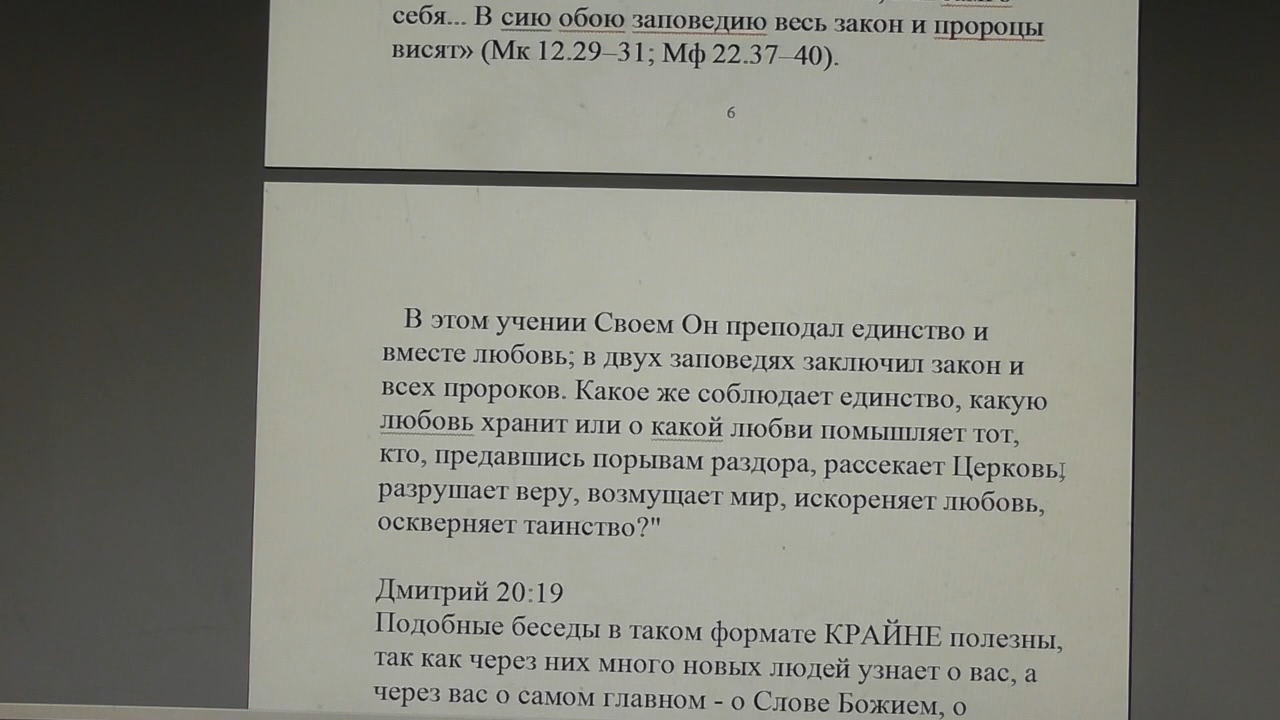 себя... В сию обою заповедию весь закон и пророцы
висят» (Мк 12.29–31; Мф 22.37–40).
6
В этом учении Своем Он преподал единство и
вместе любовь; в двух заповедях заключил закон и
всех пророков. Какое же соблюдает единство, какую
любовь хранит или о какой любви помышляет тот,
кто, предавшись порывам раздора, рассекает Церковь,
разрушает веру, возмущает мир, искореняет любовь,
оскверняет таинство?"
Дмитрий 20:19
Подобные беседы в таком формате КРАЙНЕ полезны,
так как через них много новых людей узнает о вас, а
через вас о самом главном - о Слове Божием, о